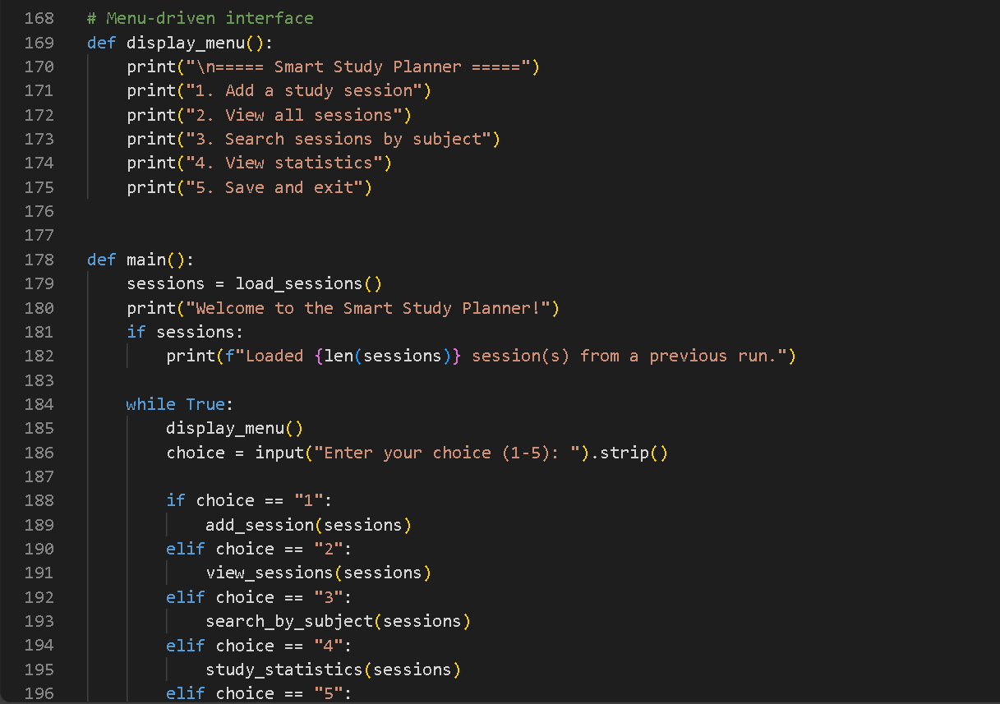 168 # Menu-driven interface
169 def display_menu():
170     print("\n===== Smart Study Planner =====")
171     print("1. Add a study session")
172     print("2. View all sessions")
173     print("3. Search sessions by subject")
174     print("4. View statistics")
175     print("5. Save and exit")
176
177
178 def main():
179     sessions = load_sessions()
180     print("Welcome to the Smart Study Planner!")
181     if sessions:
182         print(f"Loaded {len(sessions)} session(s) from a previous run.")
183
184     while True:
185         display_menu()
186         choice = input("Enter your choice (1-5): ").strip()
187
188         if choice == "1":
189             add_session(sessions)
190         elif choice == "2":
191             view_sessions(sessions)
192         elif choice == "3":
193             search_by_subject(sessions)
194         elif choice == "4":
195             study_statistics(sessions)
196         elif choice == "5":